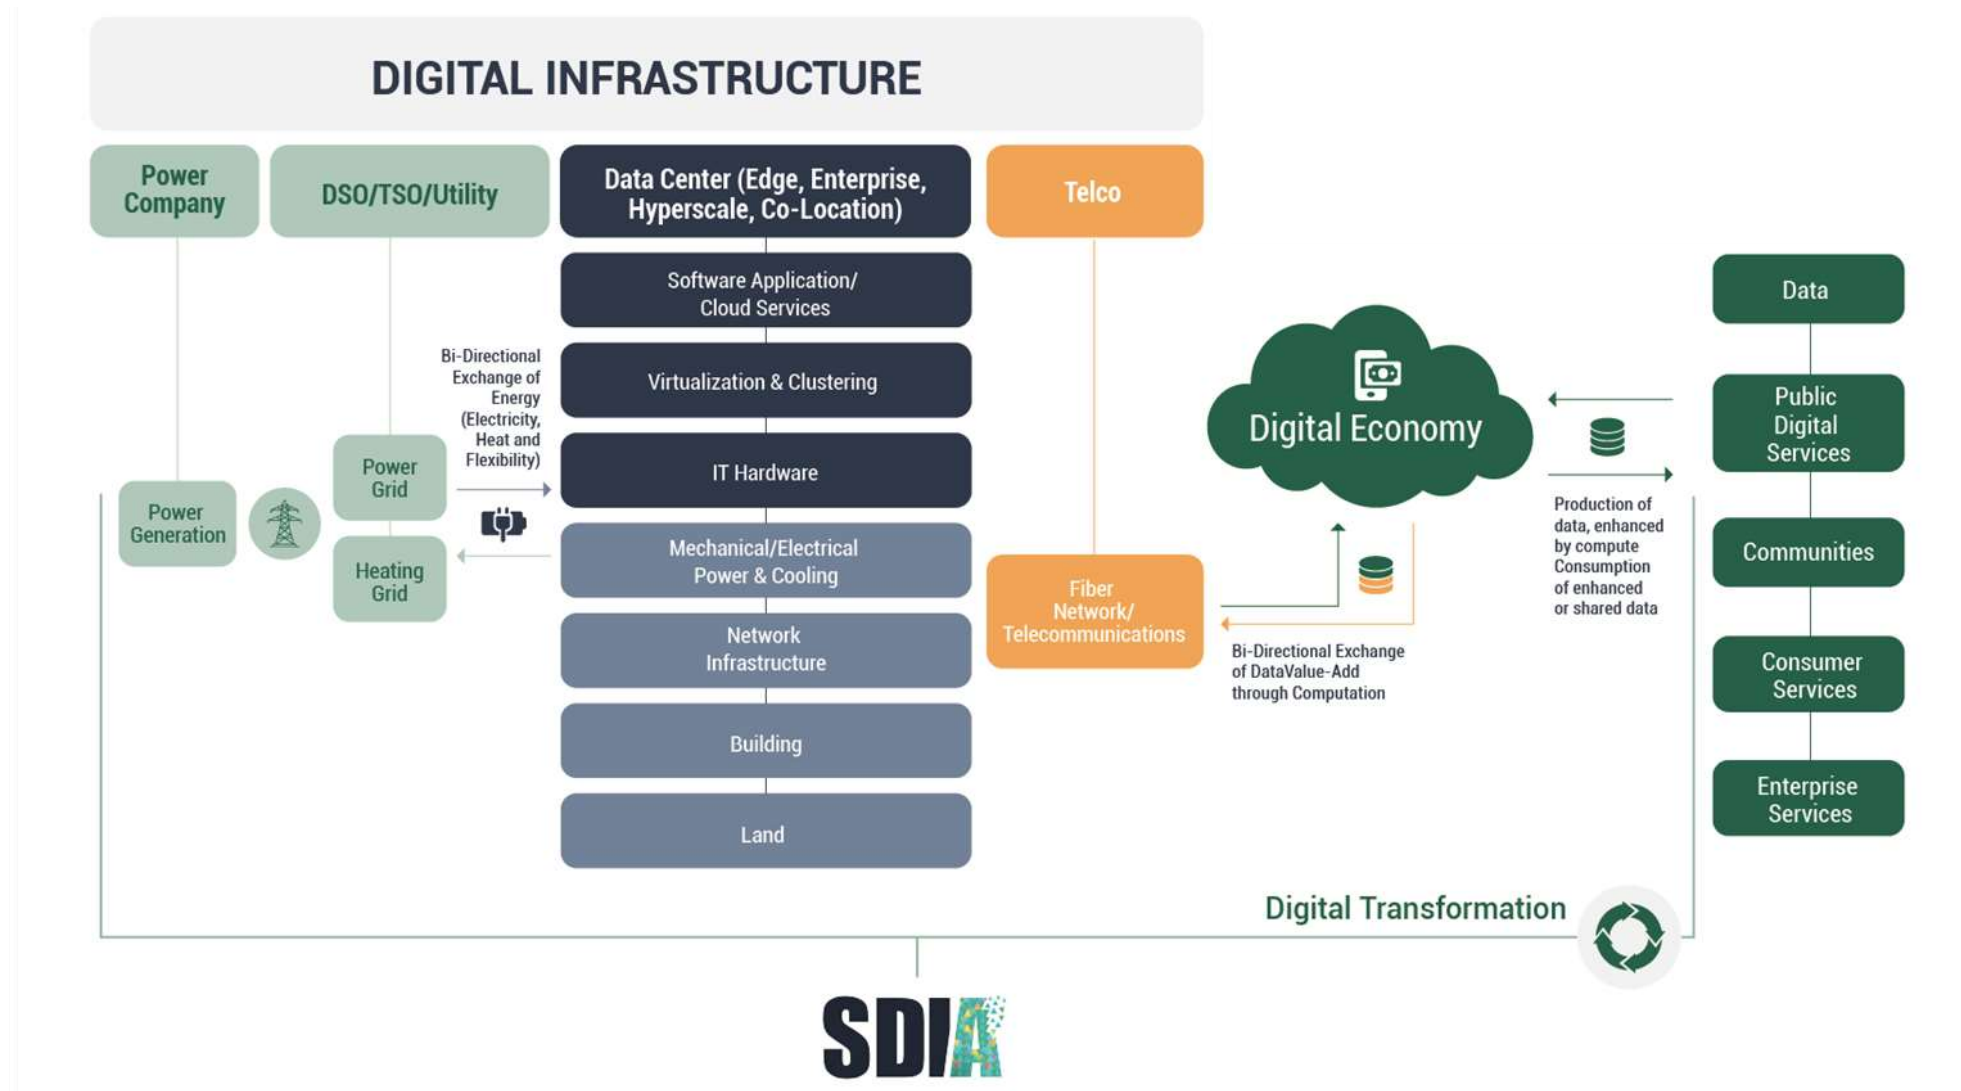 DIGITAL INFRASTRUCTURE
Power
Company
DSO/TSO/Utility
Data Center (Edge, Enterprise,
Hyperscale, Co-Location)
Telco
Software Application/
Cloud Services
Virtualization & Clustering
IT Hardware
Mechanical/Electrical
Power & Cooling
Network
Infrastructure
Building
Land
Bi-Directional
Exchange of
Energy
(Electricity,
Heat and
Flexibility)
Power
Generation
Power
Grid
Heating
Grid
Fiber
Network/
Telecommunications
Digital Economy
Bi-Directional Exchange
of DataValue-Add
through Computation
Production of
data, enhanced
by compute
Consumption
of enhanced
or shared data
Data
Public
Digital
Services
Communities
Consumer
Services
Enterprise
Services
Digital Transformation
SDIA